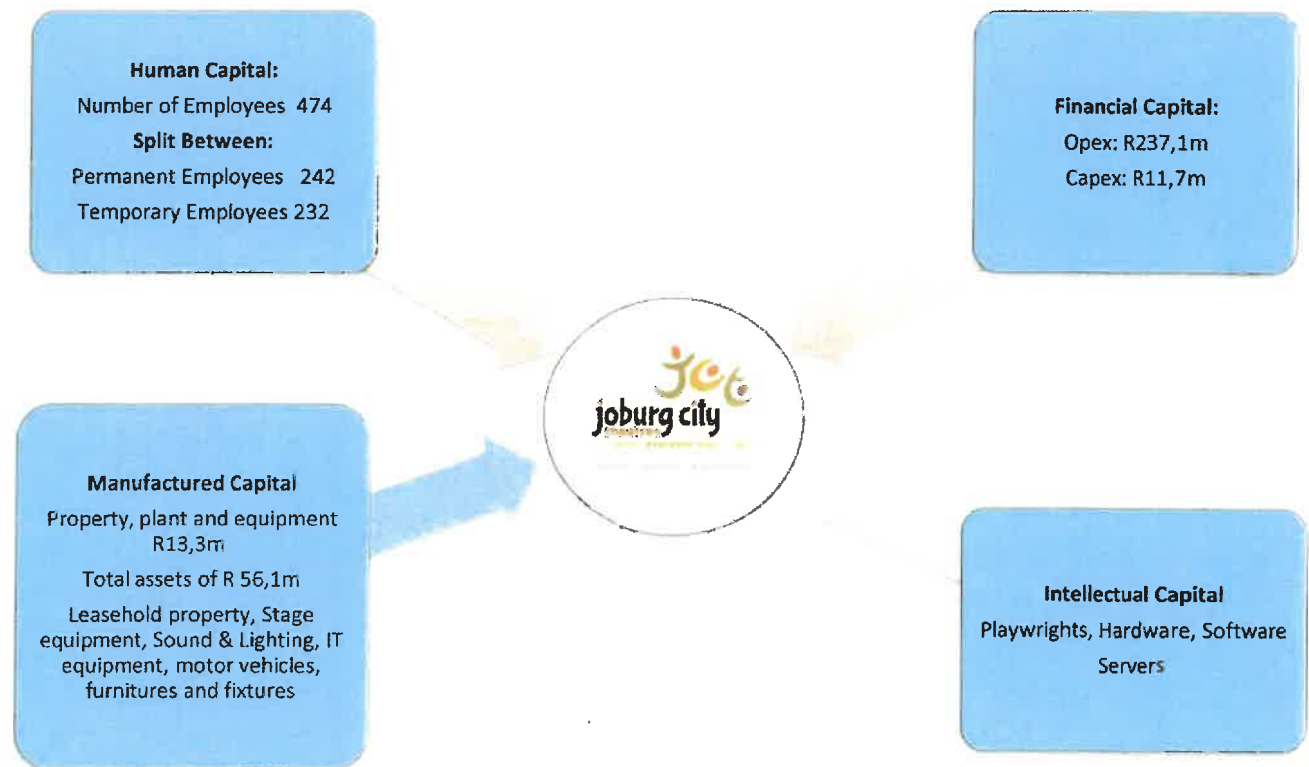 Human Capital:
Number of Employees 474
Split Between:
Permanent Employees 242
Temporary Employees 232
Financial Capital:
Opex: R237,1m
Capex: R11,7m
jct
joburg city
Manufactured Capital
Property, plant and equipment
R13,3m
Total assets of R 56,1m
Leasehold property, Stage
equipment, Sound & Lighting, IT
equipment, motor vehicles,
furnitures and fixtures
Intellectual Capital
Playwrights, Hardware, Software
Servers